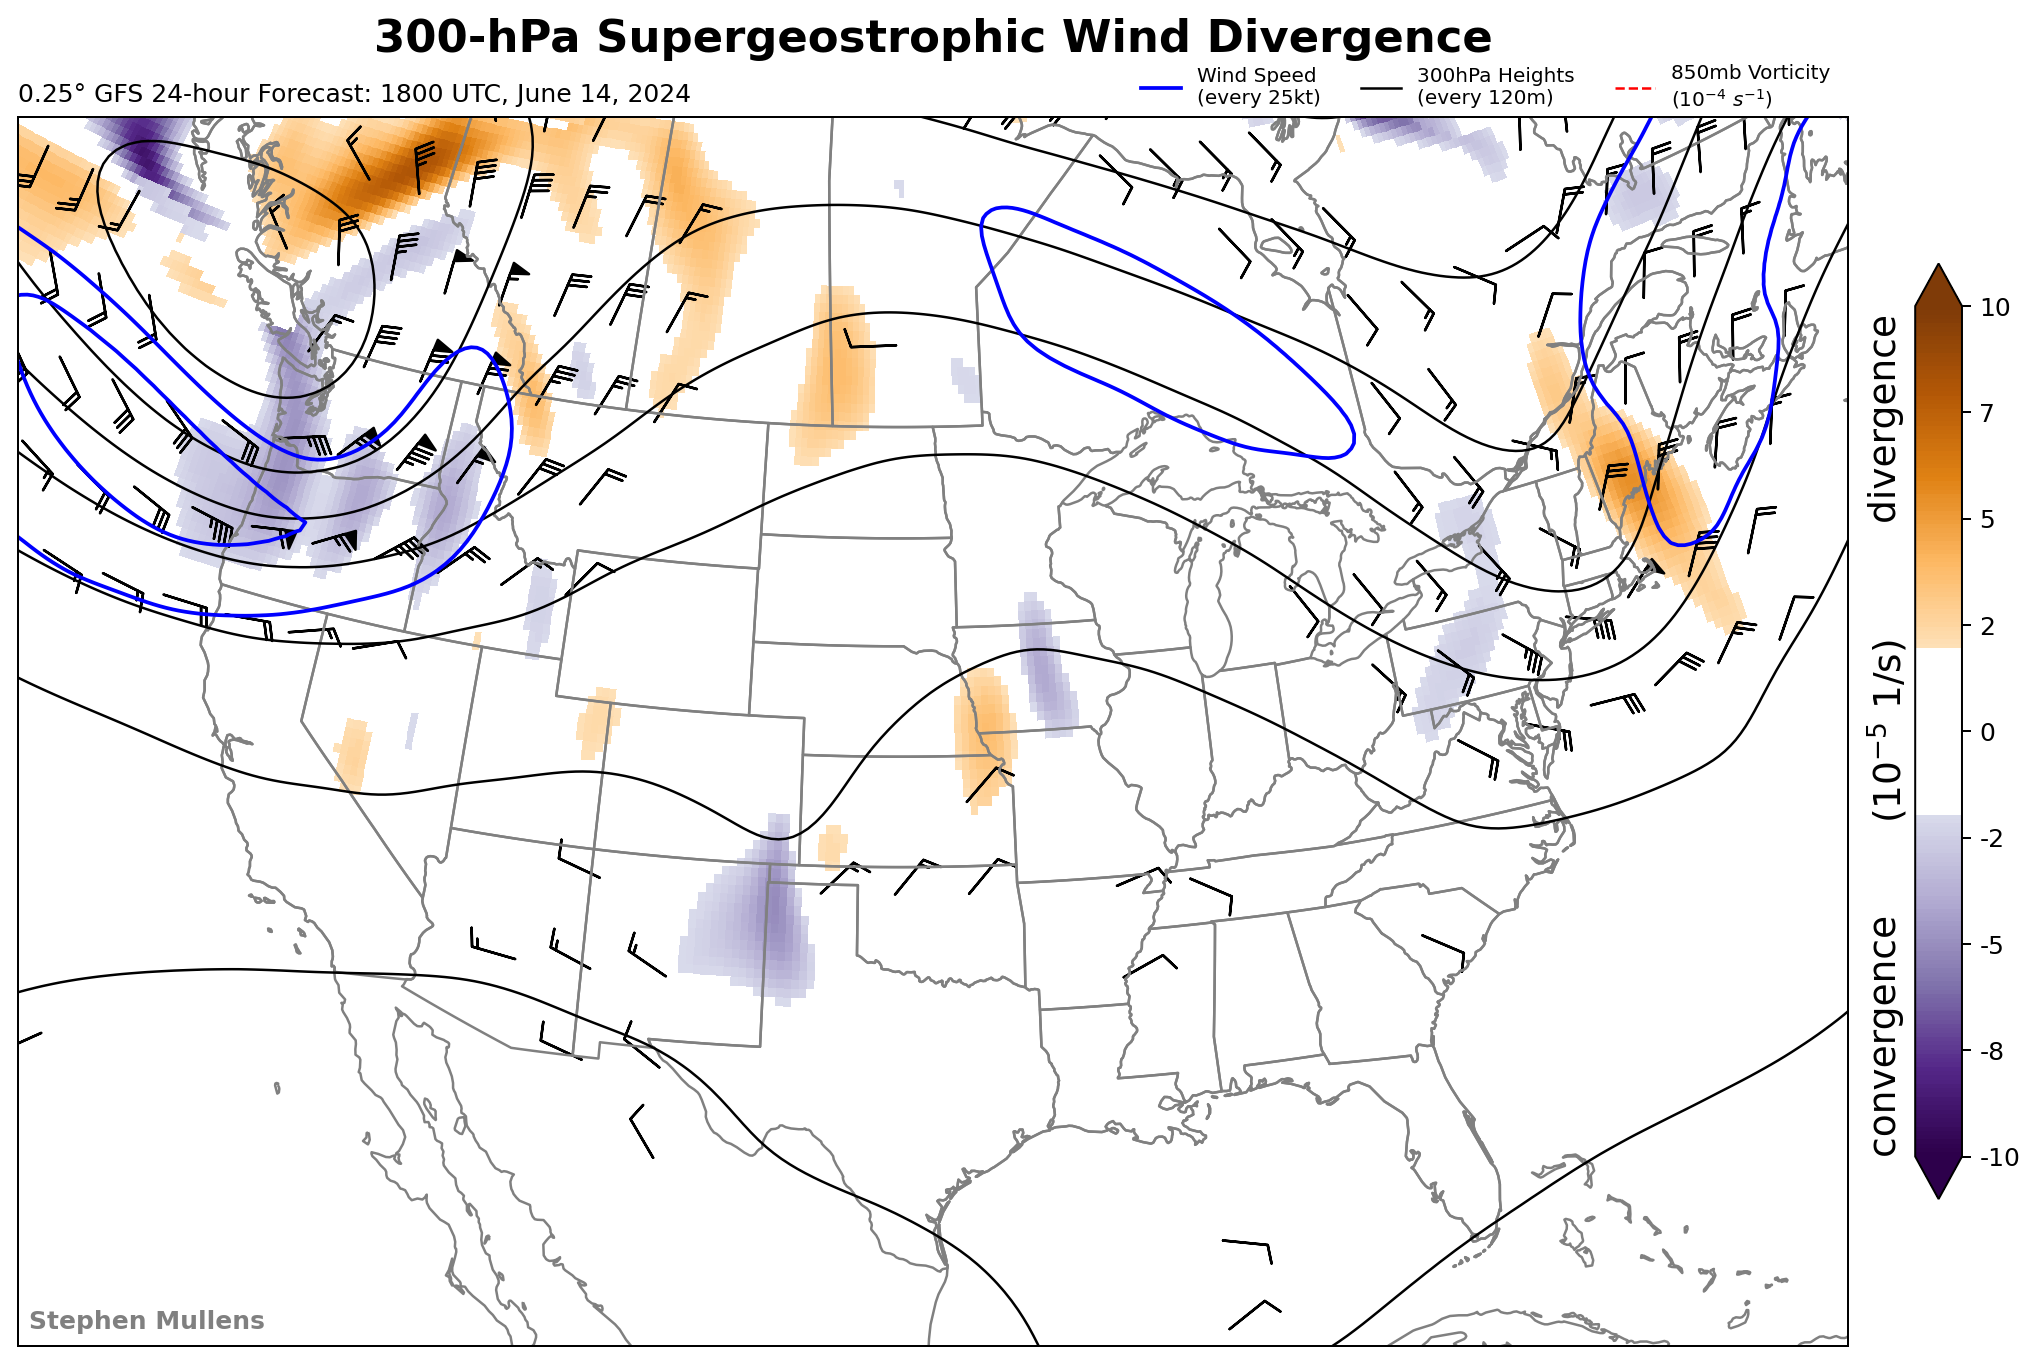 300-hPa Supergeostrophic Wind Divergence
0.25° GFS 24-hour Forecast: 1800 UTC, June 14, 2024
Wind Speed
(every 25kt)
300hPa Heights
(every 120m)
850mb Vorticity
(10⁻⁴ s⁻¹)
10
7
5
2
0
-2
-5
-8
-10
convergence (10⁻⁵ 1/s) divergence
Stephen Mullens